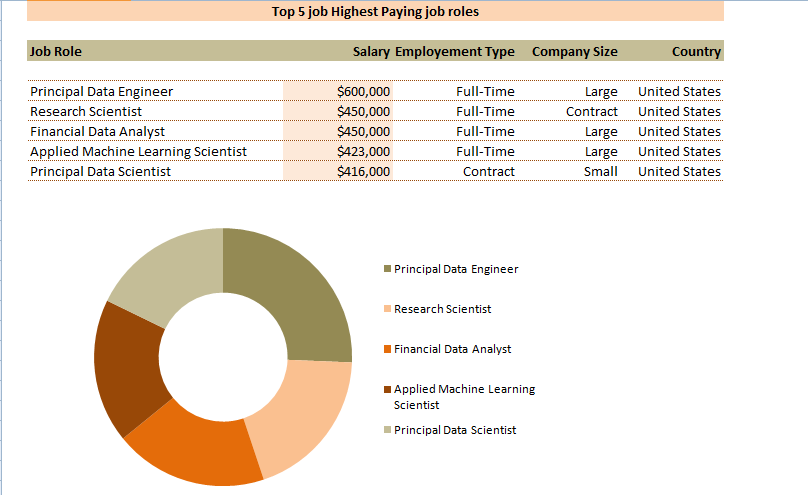 Top 5 job Highest Paying job roles
Job Role Salary Employement Type Company Size Country
Principal Data Engineer $600,000 Full-Time Large United States
Research Scientist $450,000 Full-Time Contract United States
Financial Data Analyst $450,000 Full-Time Large United States
Applied Machine Learning Scientist $423,000 Full-Time Large United States
Principal Data Scientist $416,000 Contract Small United States
Principal Data Engineer
Research Scientist
Financial Data Analyst
Applied Machine Learning
Scientist
Principal Data Scientist